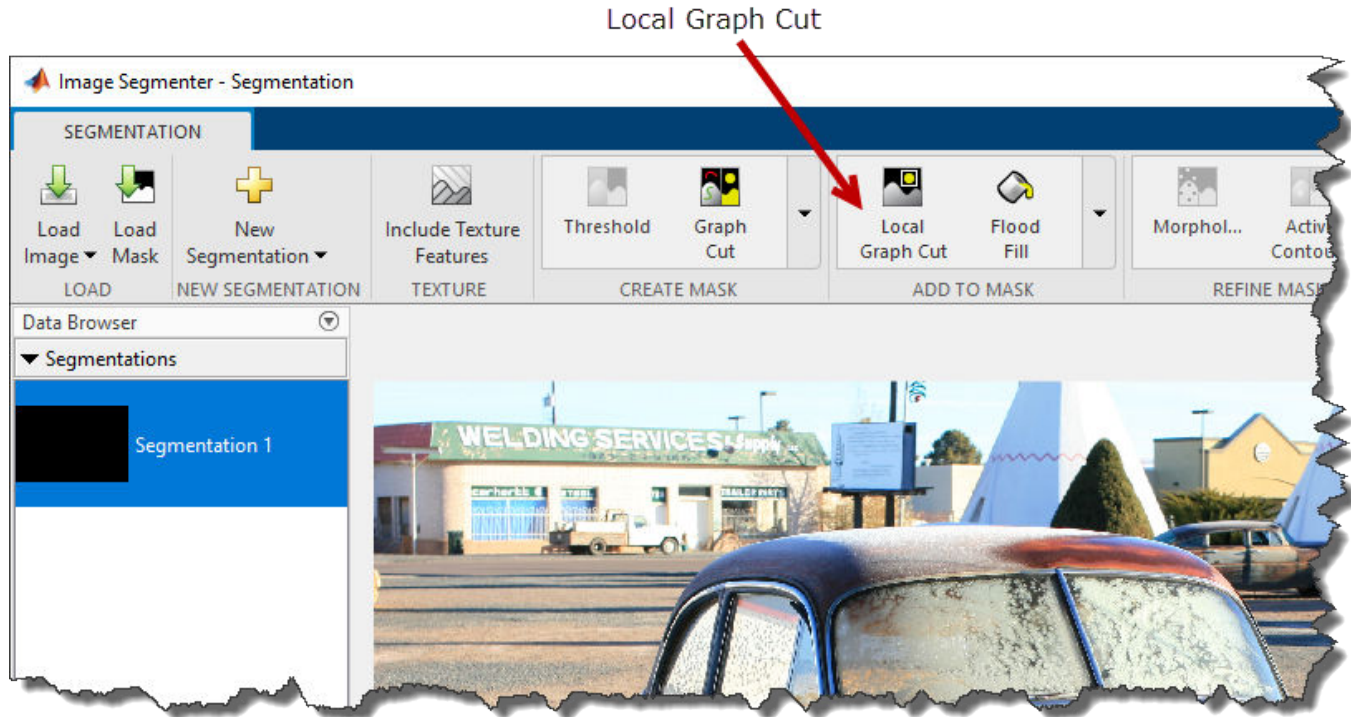 Local Graph Cut
Image Segmenter - Segmentation
SEGMENTATION
Load Image
Load Mask
New Segmentation
Include Texture Features
Threshold
Graph Cut
Local Graph Cut
Flood Fill
Morphol...
LOAD
NEW SEGMENTATION
TEXTURE
CREATE MASK
ADD TO MASK
Data Browser
Segmentations
Segmentation 1
WELDING SERVICES & Supply